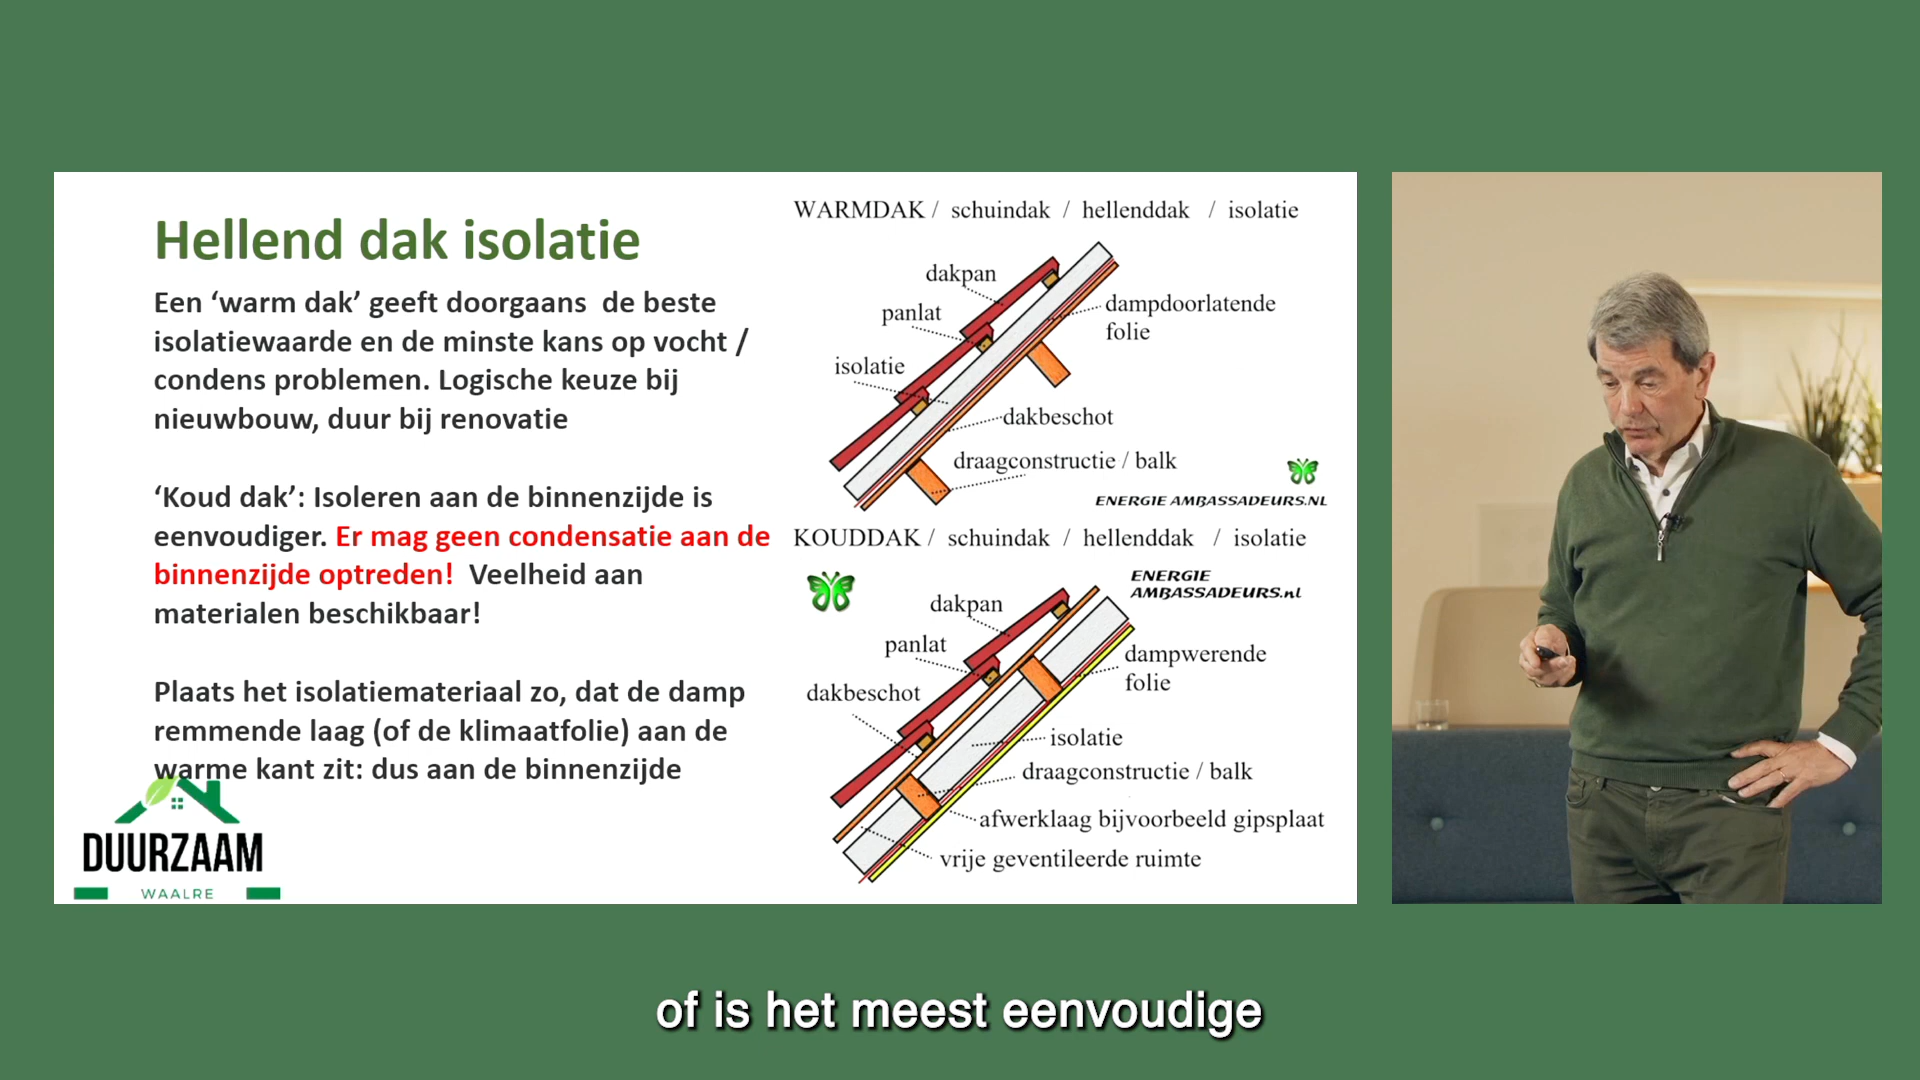 Hellend dak isolatie
Een ‘warm dak’ geeft doorgaans de beste
isolatiewaarde en de minste kans op vocht /
condens problemen. Logische keuze bij
nieuwbouw, duur bij renovatie
‘Koud dak’: Isoleren aan de binnenzijde is
eenvoudiger. Er mag geen condensatie aan de
binnenzijde optreden! Veelheid aan
materialen beschikbaar!
Plaats het isolatiemateriaal zo, dat de damp
remmende laag (of de klimaatfolie) aan de
warme kant zit: dus aan de binnenzijde
DUURZAAM
WAALRE
WARMDAK / schuindak / hellenddak / isolatie
dakpan
panlat
isolatie
dampdoorlatende
folie
dakbeschot
draagconstructie / balk
ENERGIE AMBASSADEURS.NL
KOUDDAK / schuindak / hellenddak / isolatie
ENERGIE
AMBASSADEURS.nl
dakpan
panlat
dakbeschot
dampwerende
folie
isolatie
draagconstructie / balk
afwerklaag bijvoorbeeld gipsplaat
vrije geventileerde ruimte
of is het meest eenvoudige